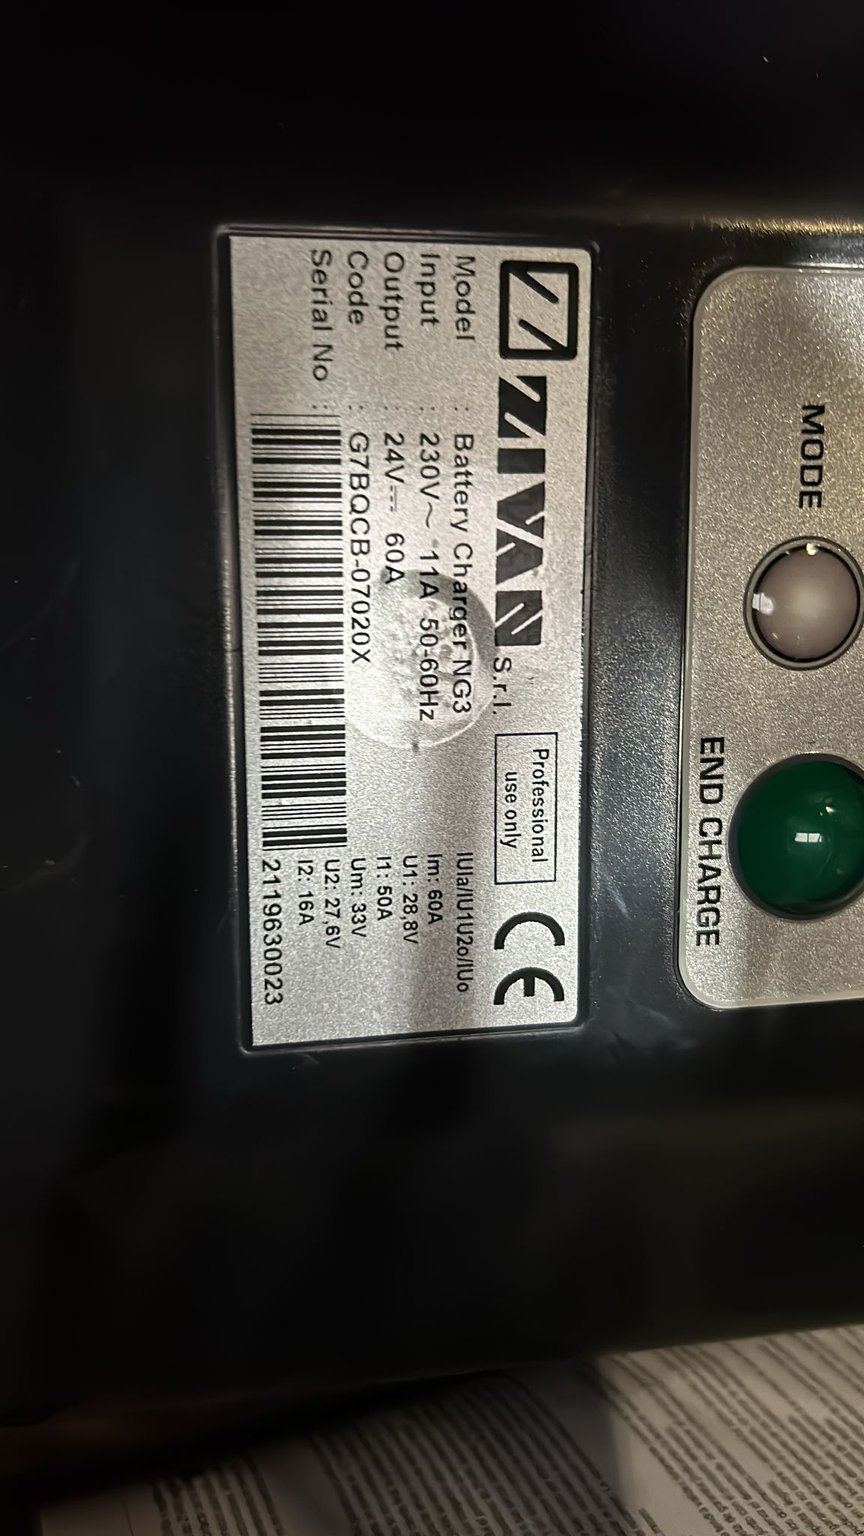 ZIVAN S.r.l.
Professional
use only
CE
Model : Battery Charger NG3
Input : 230V~ 11A 50-60Hz
Output : 24V⎓ 60A
Code : G7BQCB-07020X
Serial No :
2119630023
IUIa/IU1U2o/IUo
Im: 60A
U1: 28,8V
I1: 50A
Um: 33V
U2: 27,6V
I2: 16A
MODE
END CHARGE